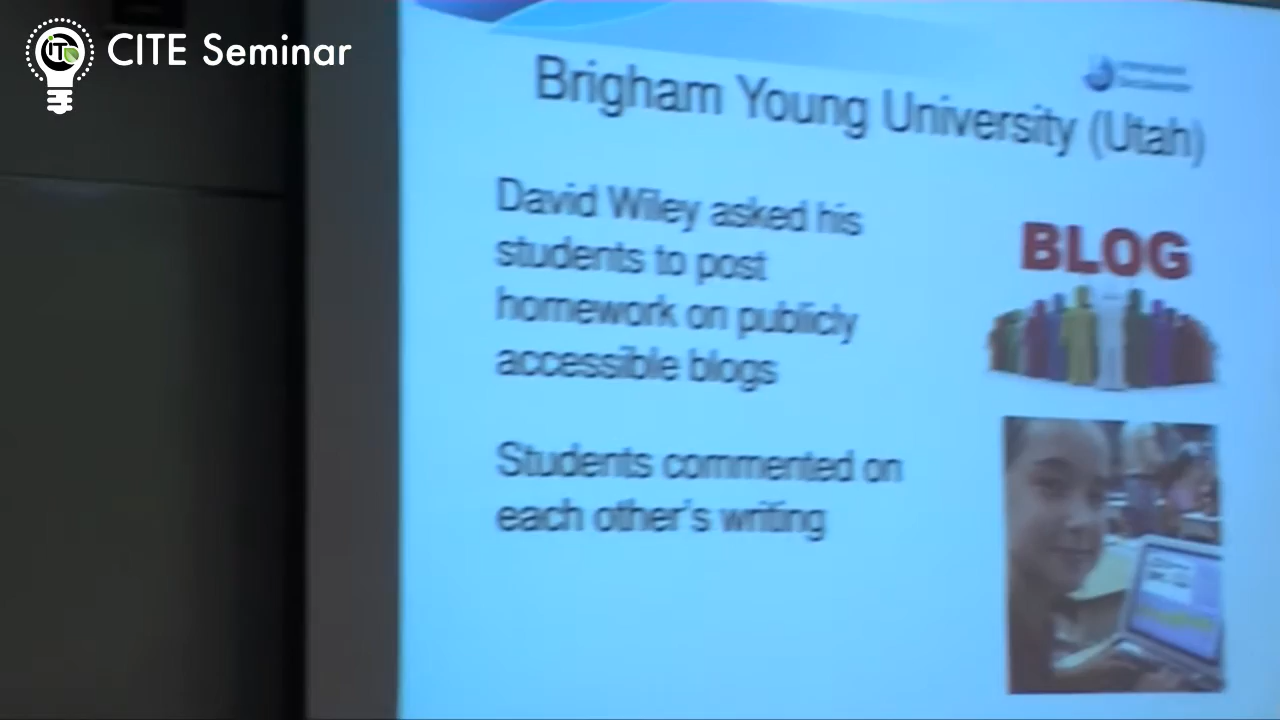 CITE Seminar
Brigham Young University (Utah)
David Wiley asked his
students to post
homework on publicly
accessible blogs
BLOG
Students commented on
each other's writing